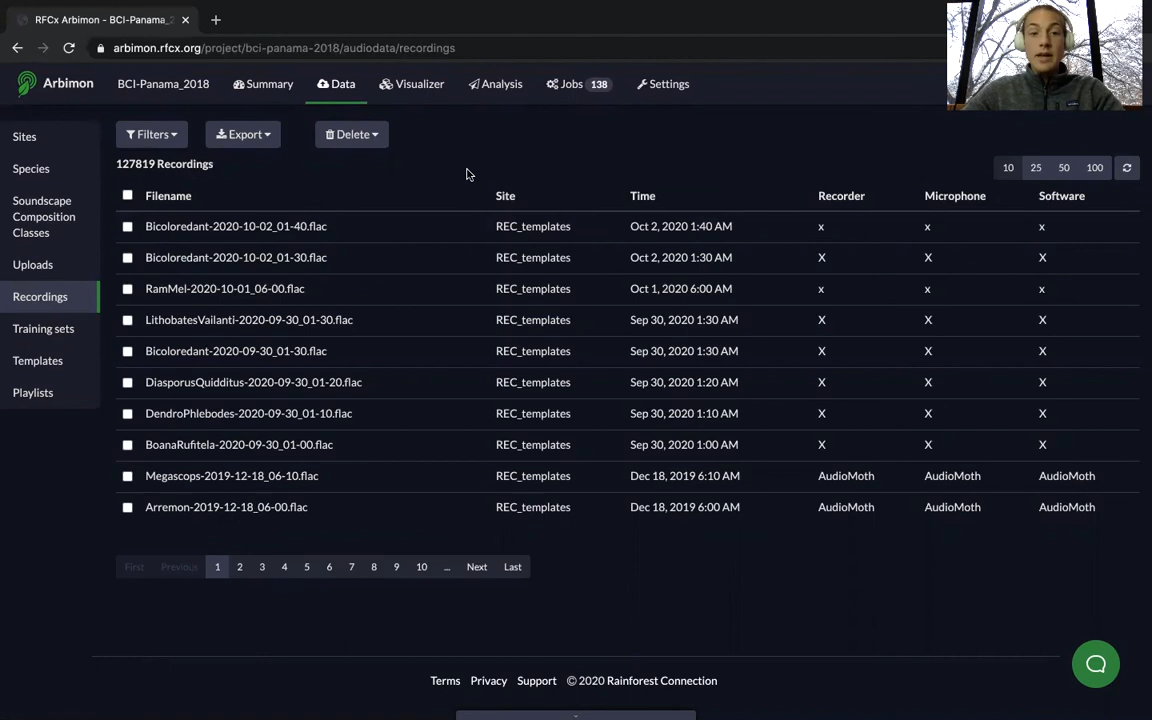 RFCx Arbimon - BCI-Panama_2
arbimon.rfcx.org/project/bci-panama-2018/audiodata/recordings
Arbimon BCI-Panama_2018 Summary Data Visualizer Analysis Jobs 138 Settings
Sites
Species
Soundscape
Composition
Classes
Uploads
Recordings
Training sets
Templates
Playlists
Filters Export Delete
127819 Recordings
10 25 50 100
Filename Site Time Recorder Microphone Software
Bicoloredant-2020-10-02_01-40.flac REC_templates Oct 2, 2020 1:40 AM x x x
Bicoloredant-2020-10-02_01-30.flac REC_templates Oct 2, 2020 1:30 AM X X X
RamMel-2020-10-01_06-00.flac REC_templates Oct 1, 2020 6:00 AM x x x
LithobatesVailanti-2020-09-30_01-30.flac REC_templates Sep 30, 2020 1:30 AM X X X
Bicoloredant-2020-09-30_01-30.flac REC_templates Sep 30, 2020 1:30 AM X X X
DiasporusQuidditus-2020-09-30_01-20.flac REC_templates Sep 30, 2020 1:20 AM X X X
DendroPhlebodes-2020-09-30_01-10.flac REC_templates Sep 30, 2020 1:10 AM X X X
BoanaRufitela-2020-09-30_01-00.flac REC_templates Sep 30, 2020 1:00 AM X X X
Megascops-2019-12-18_06-10.flac REC_templates Dec 18, 2019 6:10 AM AudioMoth AudioMoth AudioMoth
Arremon-2019-12-18_06-00.flac REC_templates Dec 18, 2019 6:00 AM AudioMoth AudioMoth AudioMoth
First Previous 1 2 3 4 5 6 7 8 9 10 ... Next Last
Terms Privacy Support © 2020 Rainforest Connection